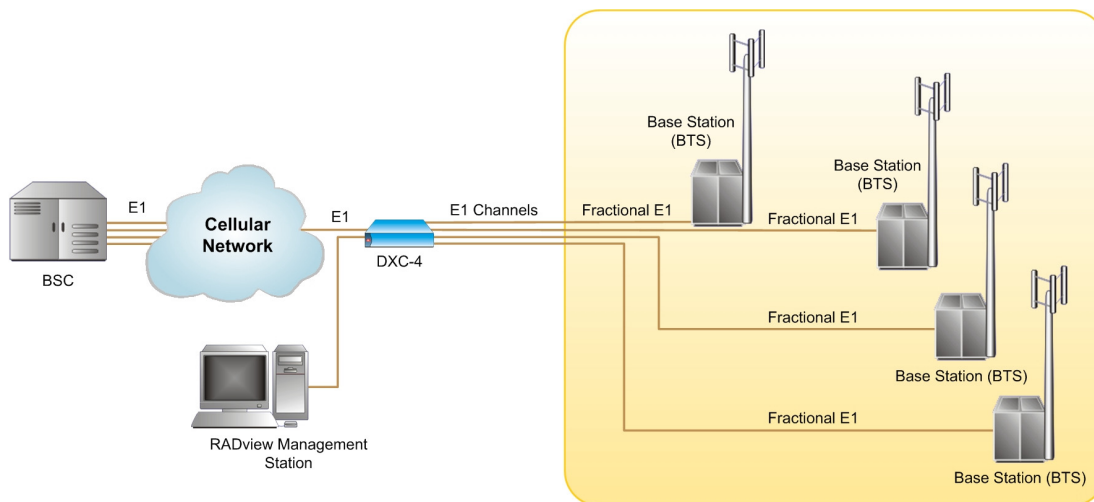 Base Station
(BTS)
Base Station
(BTS)
E1
Cellular
Network
E1
E1 Channels
Fractional E1
Fractional E1
BSC
DXC-4
Fractional E1
Base Station (BTS)
Fractional E1
RADview Management
Station
Base Station (BTS)